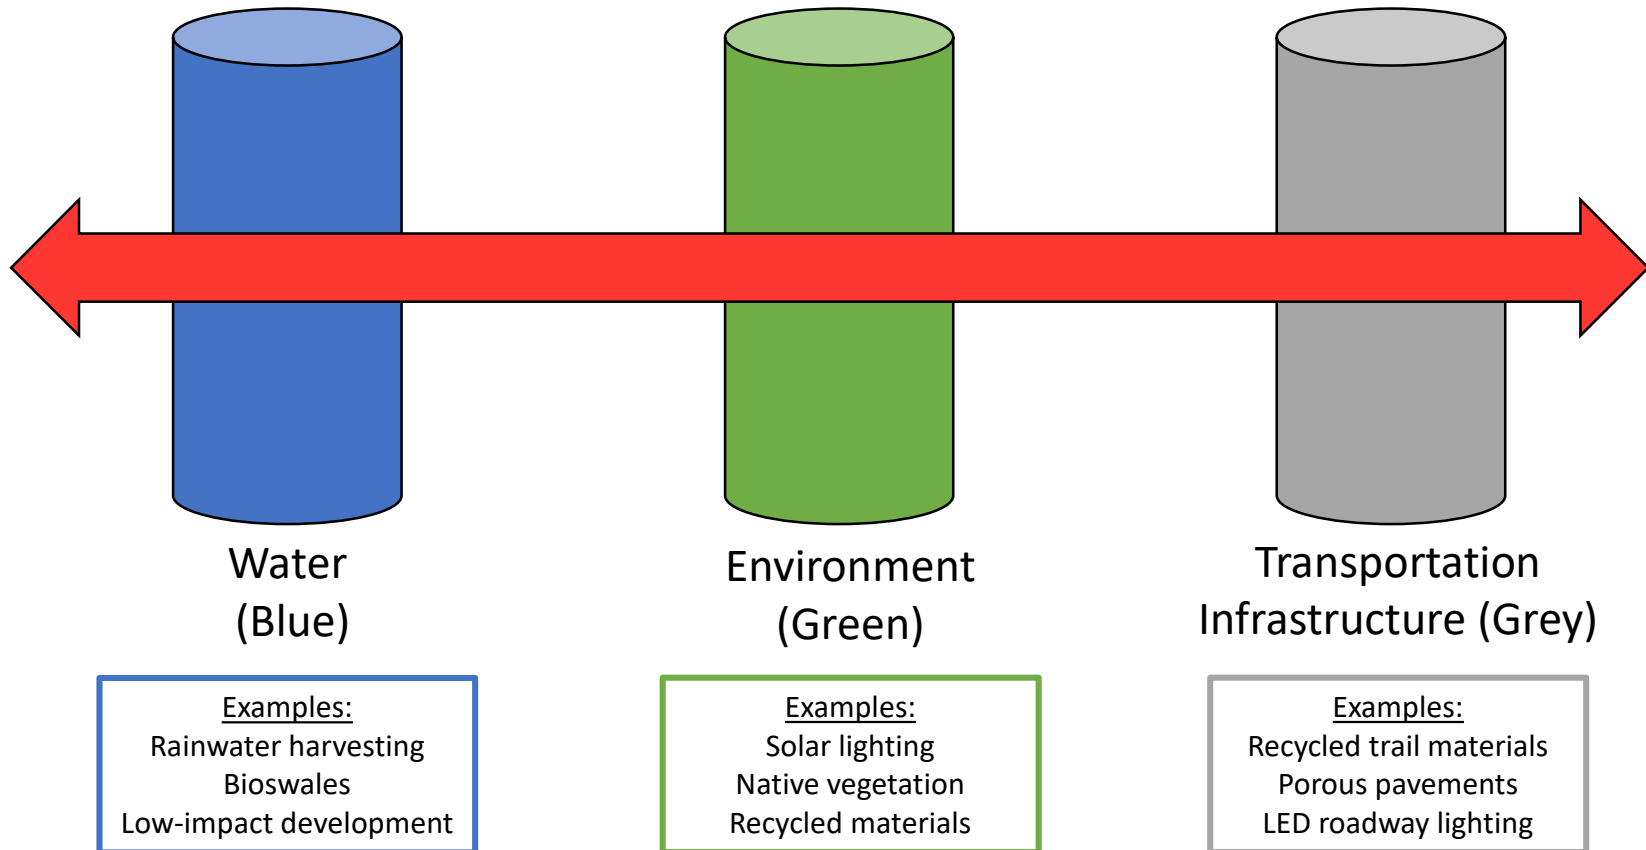 Water
(Blue)
Examples:
Rainwater harvesting
Bioswales
Low-impact development
Environment
(Green)
Examples:
Solar lighting
Native vegetation
Recycled materials
Transportation
Infrastructure (Grey)
Examples:
Recycled trail materials
Porous pavements
LED roadway lighting